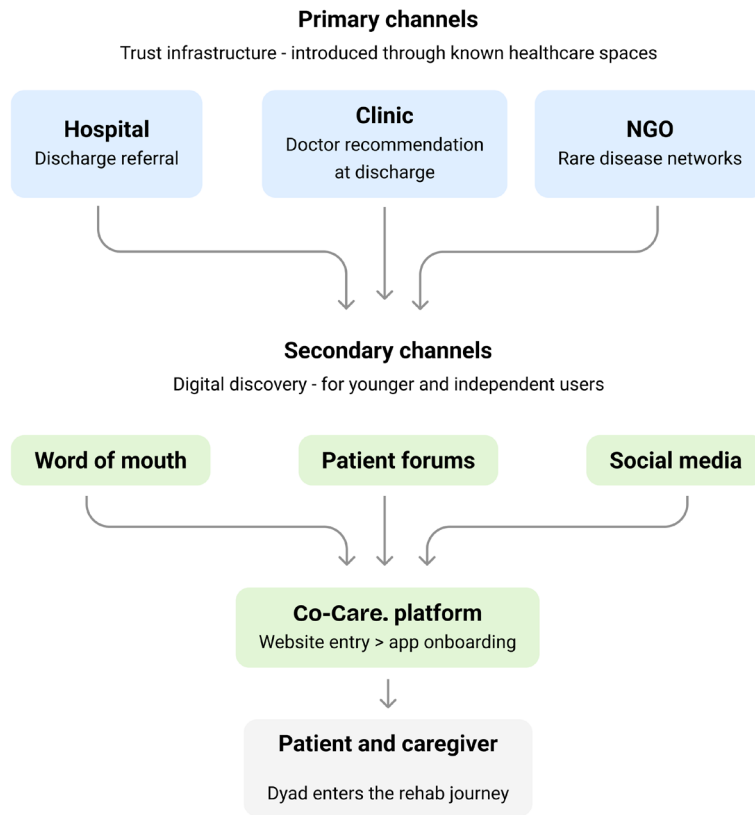 Primary channels
Trust infrastructure - introduced through known healthcare spaces
Hospital
Discharge referral
Clinic
Doctor recommendation
at discharge
NGO
Rare disease networks
Secondary channels
Digital discovery - for younger and independent users
Word of mouth
Patient forums
Social media
Co-Care. platform
Website entry > app onboarding
Patient and caregiver
Dyad enters the rehab journey